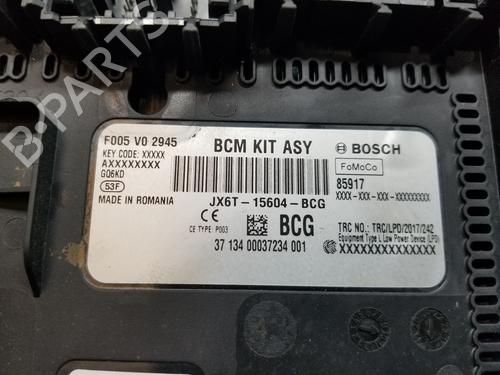 F005 V0 2945
BCM KIT ASY
BOSCH
KEY CODE: XXXXX
AXXXXXXXX
GQ6KD
53F
MADE IN ROMANIA
FoMoCo
85917
XXXX-XXX-XXX-XXXXXXXXX
JX6T-15604-BCG
CE
CE TYPE: P003
BCG
37 134 00037234 001
TRC NO.: TRC/LPD/2017/242
Equipment Type L Low Power Device (LPD)
XXXXXXXXXXXXXXX
B-PARTS